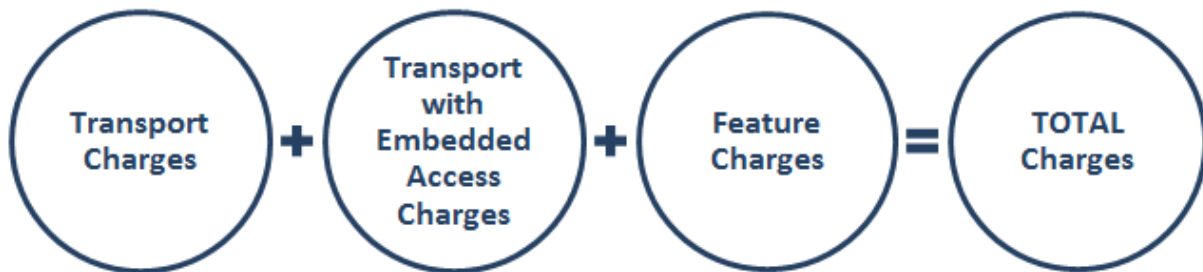 Transport
Charges
+
Transport
with
Embedded
Access
Charges
+
Feature
Charges
=
TOTAL
Charges